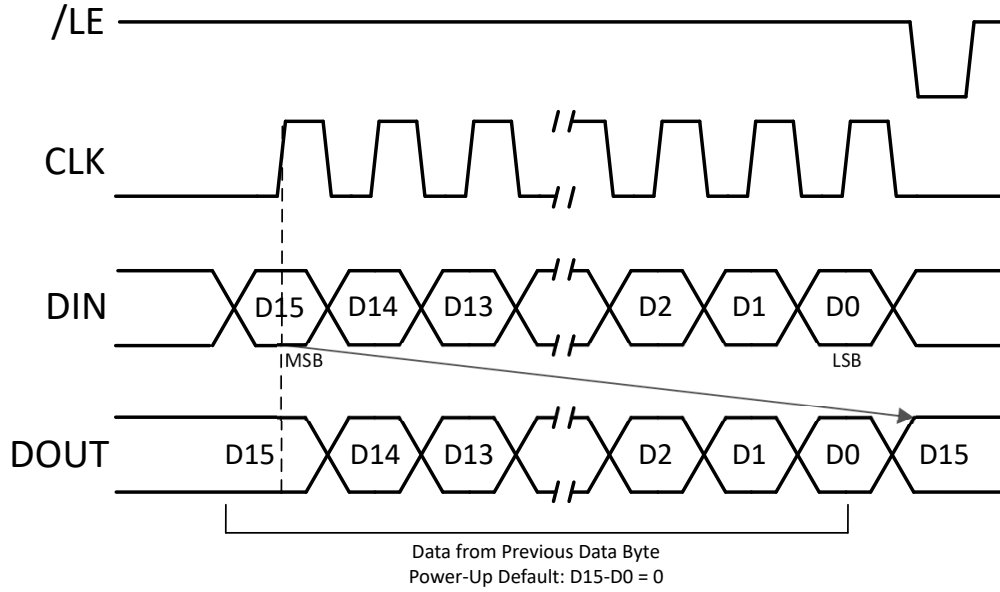 /LE
CLK
DIN D15 D14 D13 D2 D1 D0
MSB LSB
DOUT D15 D14 D13 D2 D1 D0 D15
Data from Previous Data Byte
Power-Up Default: D15-D0 = 0